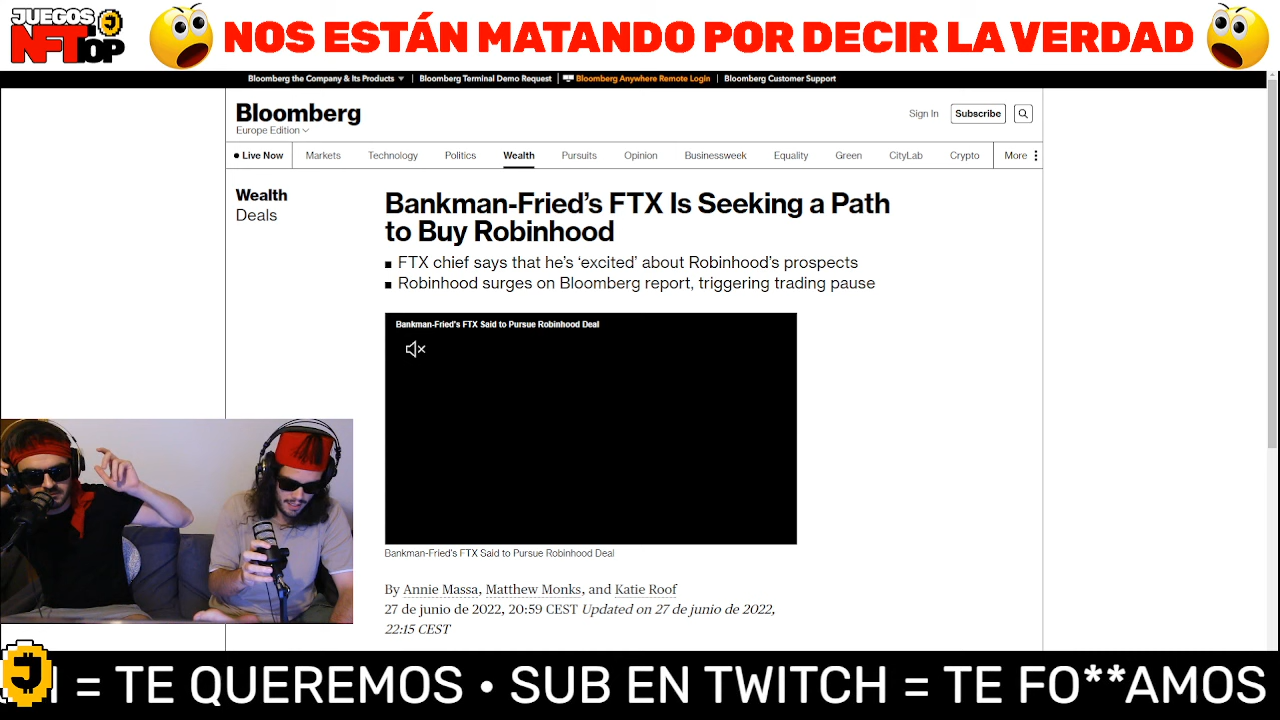 JUEGOS
NFT TOP
NOS ESTÁN MATANDO POR DECIR LA VERDAD
Bloomberg the Company & Its Products
Bloomberg Terminal Demo Request
Bloomberg Anywhere Remote Login
Bloomberg Customer Support
Bloomberg
Europe Edition
Sign In
Subscribe
Live Now
Markets
Technology
Politics
Wealth
Pursuits
Opinion
Businessweek
Equality
Green
CityLab
Crypto
More
Wealth
Deals
Bankman-Fried’s FTX Is Seeking a Path
to Buy Robinhood
■ FTX chief says that he’s ‘excited’ about Robinhood’s prospects
■ Robinhood surges on Bloomberg report, triggering trading pause
Bankman-Fried's FTX Said to Pursue Robinhood Deal
Bankman-Fried's FTX Said to Pursue Robinhood Deal
By Annie Massa, Matthew Monks, and Katie Roof
27 de junio de 2022, 20:59 CEST Updated on 27 de junio de 2022,
22:15 CEST
= TE QUEREMOS • SUB EN TWITCH = TE FO**AMOS